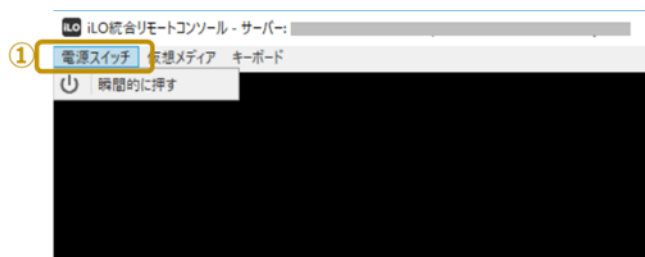 iLO iLO統合リモートコンソール - サーバー:
① 電源スイッチ 仮想メディア キーボード
瞬間的に押す